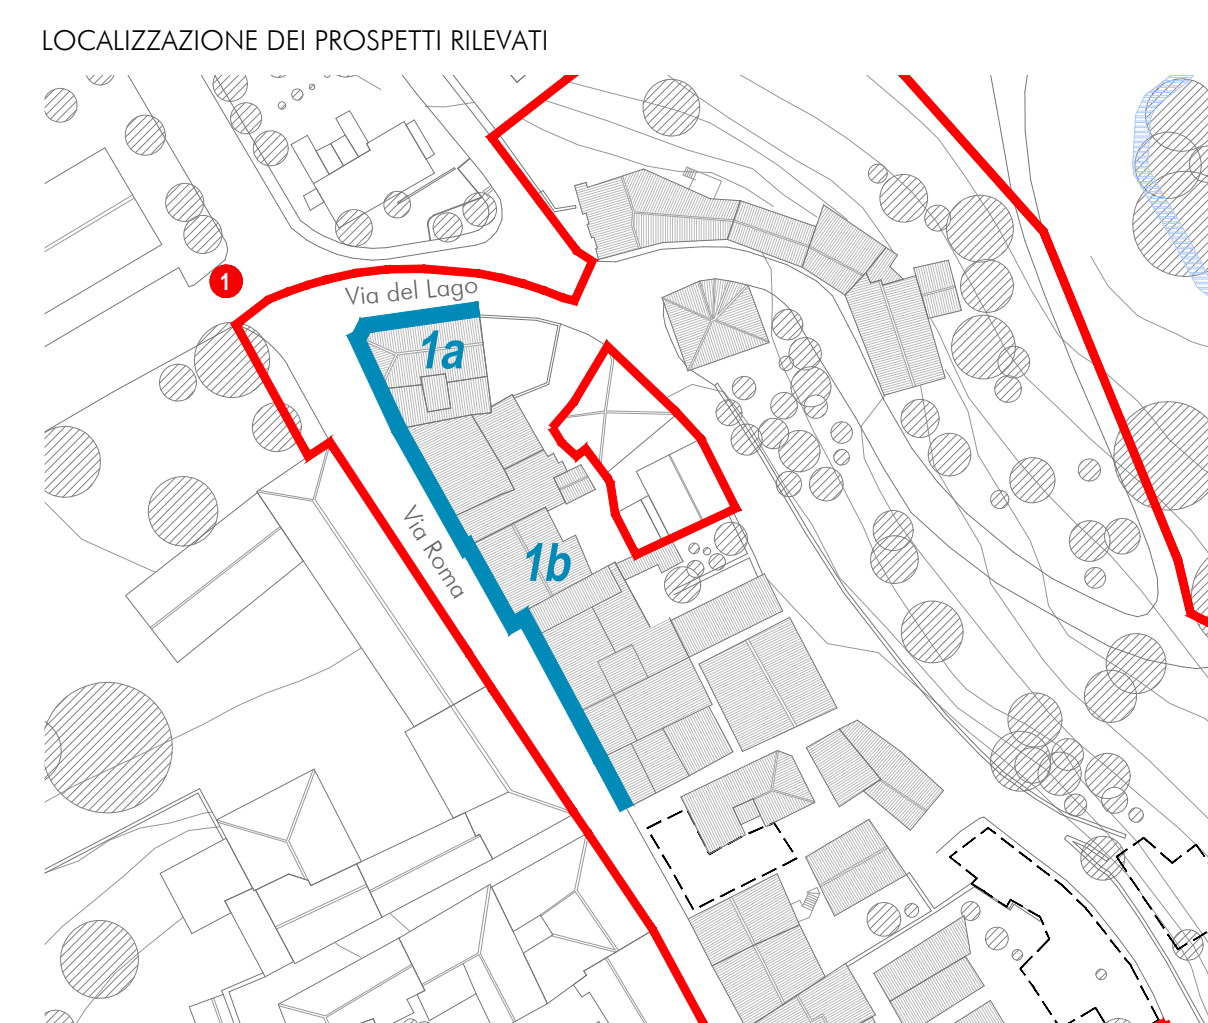 LOCALIZZAZIONE DEI PROSPETTI RILEVATI
1
Via del Lago
1a
Via Roma
1b